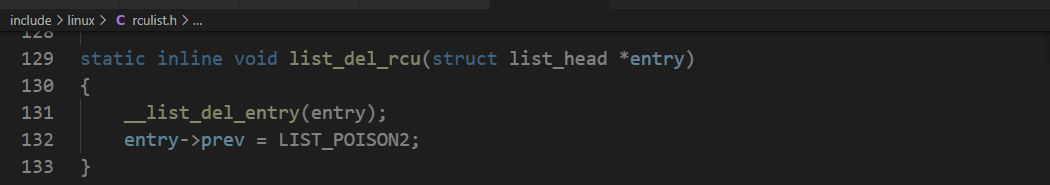 include > linux > C rculist.h > ...
128
129 static inline void list_del_rcu(struct list_head *entry)
130 {
131     __list_del_entry(entry);
132     entry->prev = LIST_POISON2;
133 }